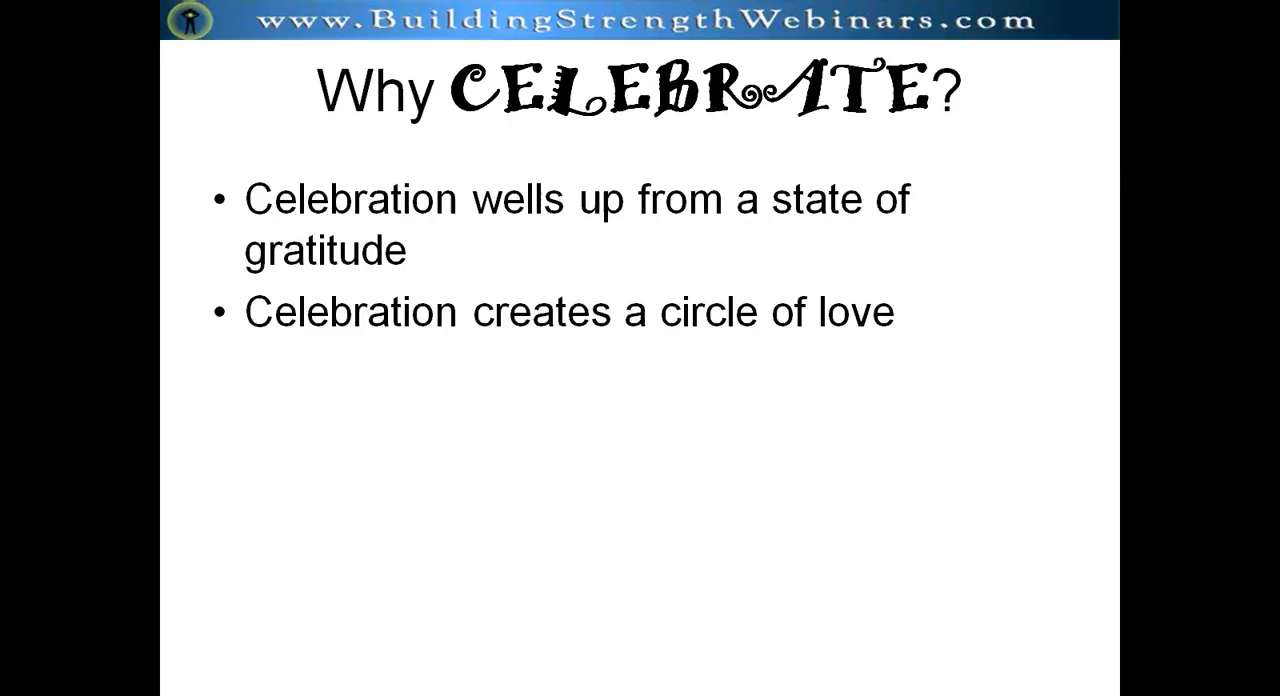 www.BuildingStrengthWebinars.com
Why CELEBRATE?
• Celebration wells up from a state of
gratitude
• Celebration creates a circle of love